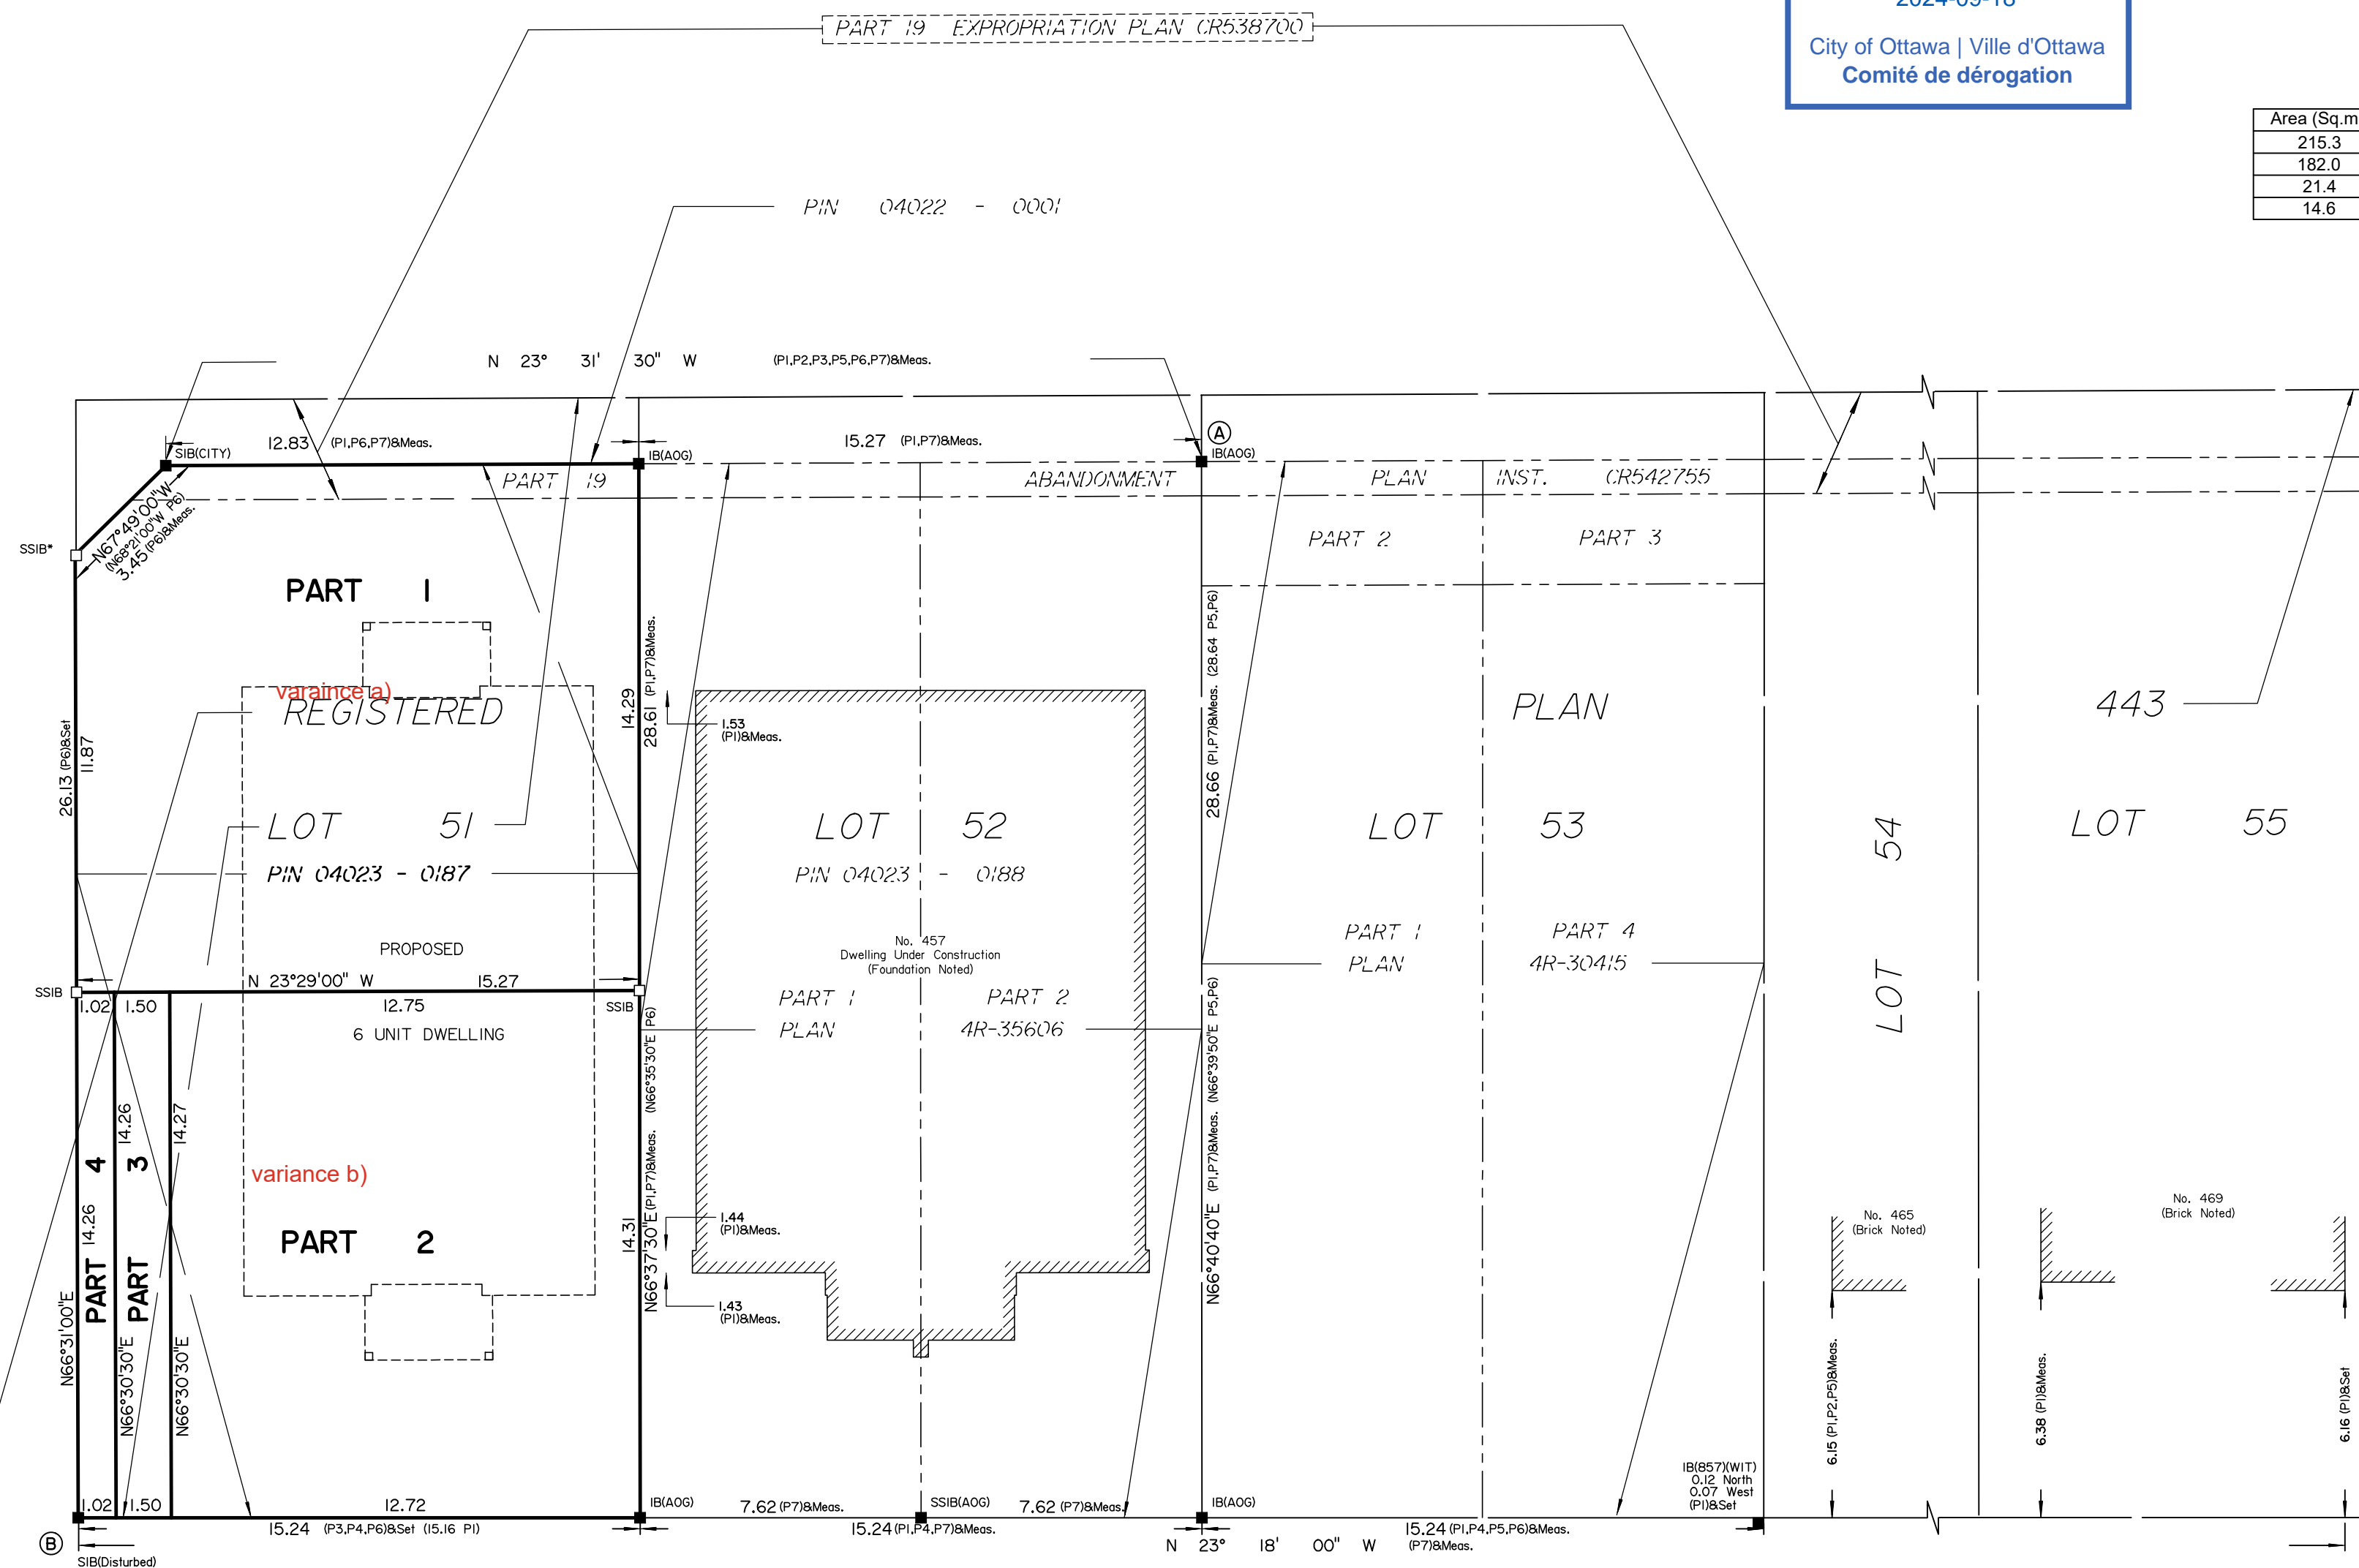 PART 19 EXPROPRIATION PLAN CR538700
2024-09-18
City of Ottawa | Ville d'Ottawa
Comité de dérogation
Area (Sq.m
215.3
182.0
21.4
14.6
PIN 04022 - 0001
N 23° 31' 30" W (P1,P2,P3,P5,P6,P7)&Meas.
SIB(CITY)
12.83 (P1,P6,P7)&Meas.
IB(AOG)
15.27 (P1,P7)&Meas.
A
IB(AOG)
PART 19
ABANDONMENT PLAN INST. CR542755
N67°49'00"W
(N68°21'00"W P6)
3.45 (P6)&Meas.
SSIB*
PART 2
PART 3
PART 1
varaince a)
REGISTERED
PLAN
443
26.13 (P6)&Set
11.87
14.29
28.61 (P1,P7)&Meas.
1.53
(P1)&Meas.
28.66 (P1,P7)&Meas. (28.64 P5,P6)
LOT 51
PIN 04023 - 0187
LOT 52
PIN 04023 - 0188
LOT 53
LOT 54
LOT 55
PROPOSED
No. 457
Dwelling Under Construction
(Foundation Noted)
PART 1
PART 4
PLAN 4R-30415
SSIB
N 23°29'00" W 15.27
1.02
1.50
12.75
SSIB
6 UNIT DWELLING
PART 1
PART 2
PLAN 4R-35606
14.26
14.27
PART 4
14.26
PART 3
variance b)
PART 2
N66°31'00"E
N66°30'30"E
N66°30'30"E
14.31
N66°37'30"E (P1,P7)&Meas. (N66°35'30"E P6)
1.44
(P1)&Meas.
1.43
(P1)&Meas.
N66°40'40"E (P1,P7)&Meas. (N66°39'50"E P5,P6)
No. 465
(Brick Noted)
No. 469
(Brick Noted)
6.15 (P1,P2,P5)&Meas.
6.38 (P1)&Meas.
6.16 (P1)&Set
IB(857)(WIT)
0.12 North
0.07 West
(P1)&Set
1.02
1.50
12.72
IB(AOG)
7.62 (P7)&Meas.
SSIB(AOG)
7.62 (P7)&Meas.
IB(AOG)
15.24 (P3,P4,P6)&Set (15.16 P1)
15.24 (P1,P4,P7)&Meas.
15.24 (P1,P4,P5,P6)&Meas.
B
SIB(Disturbed)
N 23° 18' 00" W (P7)&Meas.